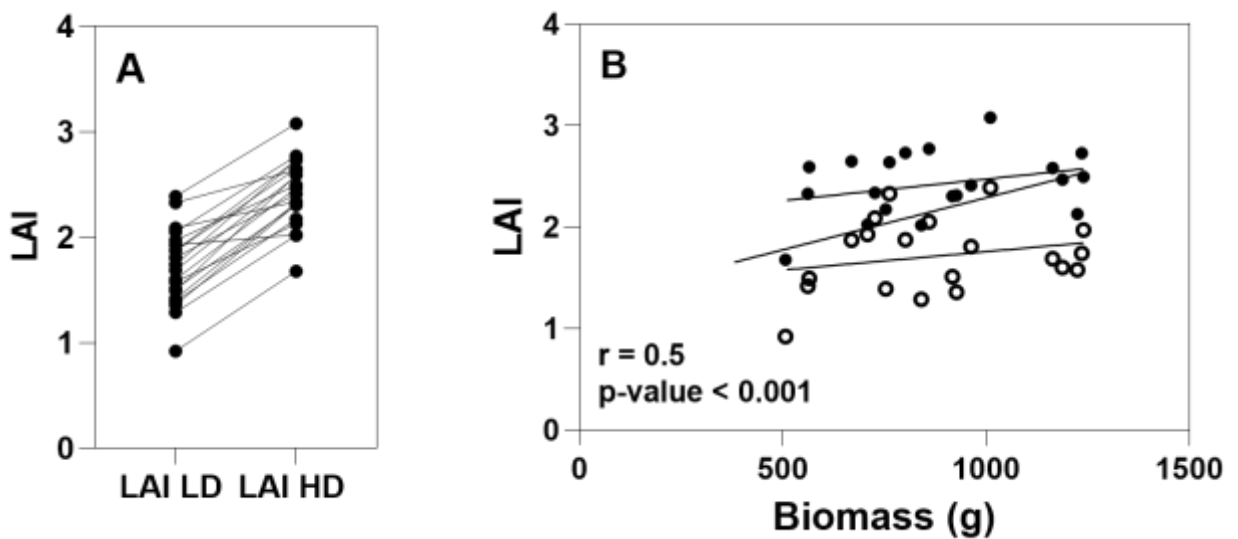 A
LAI
4
3
2
1
0
LAI LD LAI HD
B
LAI
4
3
2
1
0
r = 0.5
p-value < 0.001
0 500 1000 1500
Biomass (g)